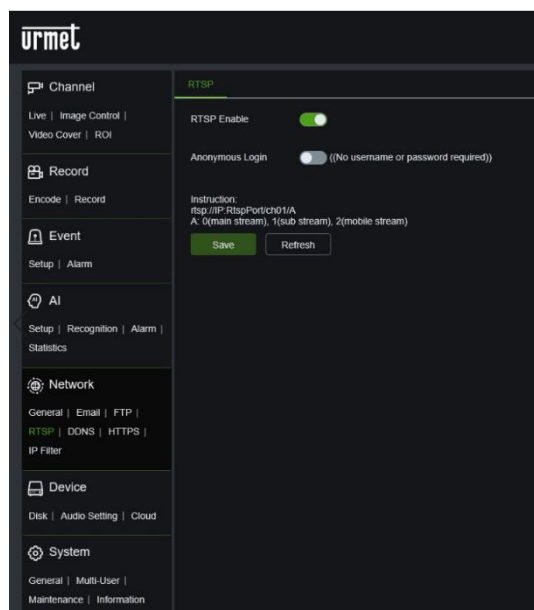 urmet
Channel
Live | Image Control |
Video Cover | ROI
Record
Encode | Record
Event
Setup | Alarm
AI
Setup | Recognition | Alarm |
Statistics
Network
General | Email | FTP |
RTSP | DDNS | HTTPS |
IP Filter
Device
Disk | Audio Setting | Cloud
System
General | Multi-User |
Maintenance | Information
RTSP
RTSP Enable
Anonymous Login ((No username or password required))
Instruction:
rtsp://IP:RtspPort/ch01/A
A: 0(main stream), 1(sub stream), 2(mobile stream)
Save Refresh